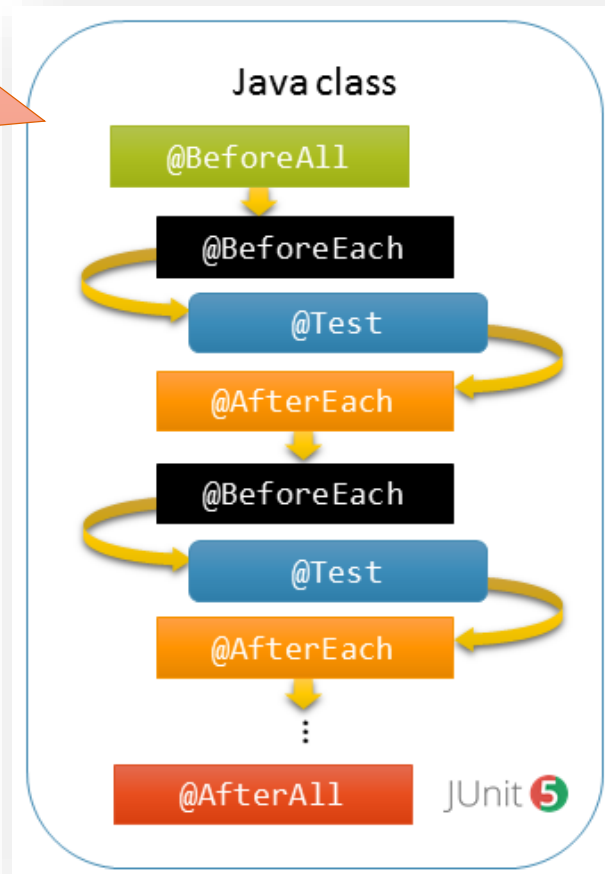 Java class
@BeforeAll
@BeforeEach
@Test
@AfterEach
@BeforeEach
@Test
@AfterEach
...
@AfterAll
JUnit 5